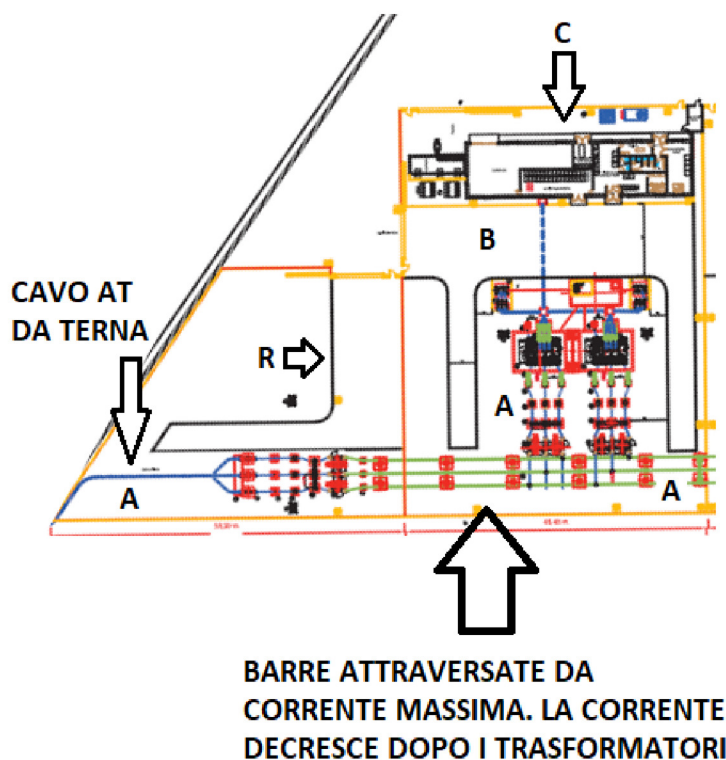 C
B
CAVO AT
DA TERNA
R
A
A
A
BARRE ATTRAVERSATE DA
CORRENTE MASSIMA. LA CORRENTE
DECRESCE DOPO I TRASFORMATORI